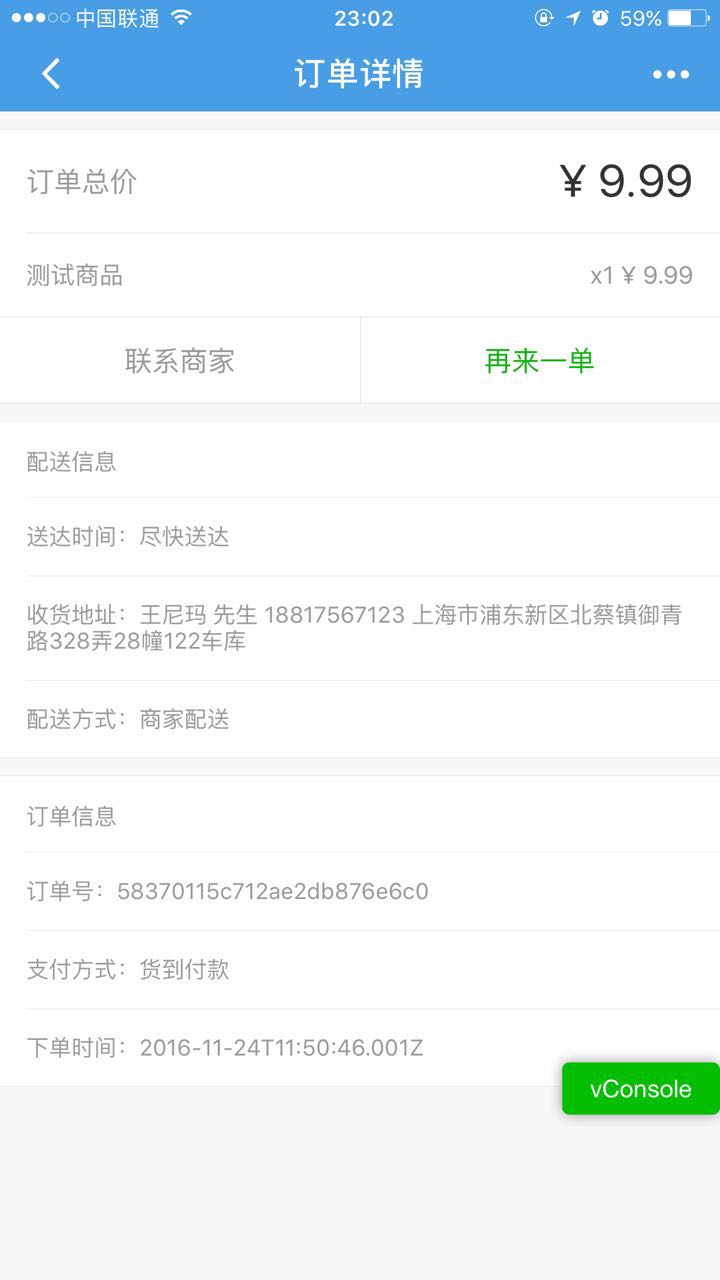 中国联通 23:02 59%
订单详情
订单总价 ¥ 9.99
测试商品 x1 ¥ 9.99
联系商家 再来一单
配送信息
送达时间：尽快送达
收货地址：王尼玛 先生 18817567123 上海市浦东新区北蔡镇御青
路328弄28幢122车库
配送方式：商家配送
订单信息
订单号：58370115c712ae2db876e6c0
支付方式：货到付款
下单时间：2016-11-24T11:50:46.001Z
vConsole